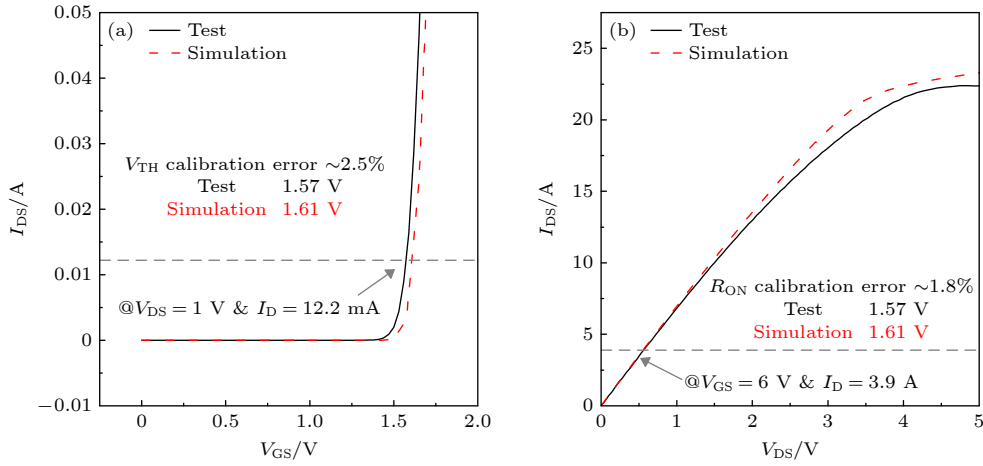 (a)
Test
Simulation
V_TH calibration error ~2.5%
Test 1.57 V
Simulation 1.61 V
@V_DS = 1 V & I_D = 12.2 mA
0.05
0.04
0.03
0.02
0.01
0
−0.01
I_DS/A
0
0.5
1.0
1.5
2.0
V_GS/V
(b)
Test
Simulation
R_ON calibration error ~1.8%
Test 1.57 V
Simulation 1.61 V
@V_GS = 6 V & I_D = 3.9 A
30
25
20
15
10
5
0
I_DS/A
0
1
2
3
4
5
V_DS/V